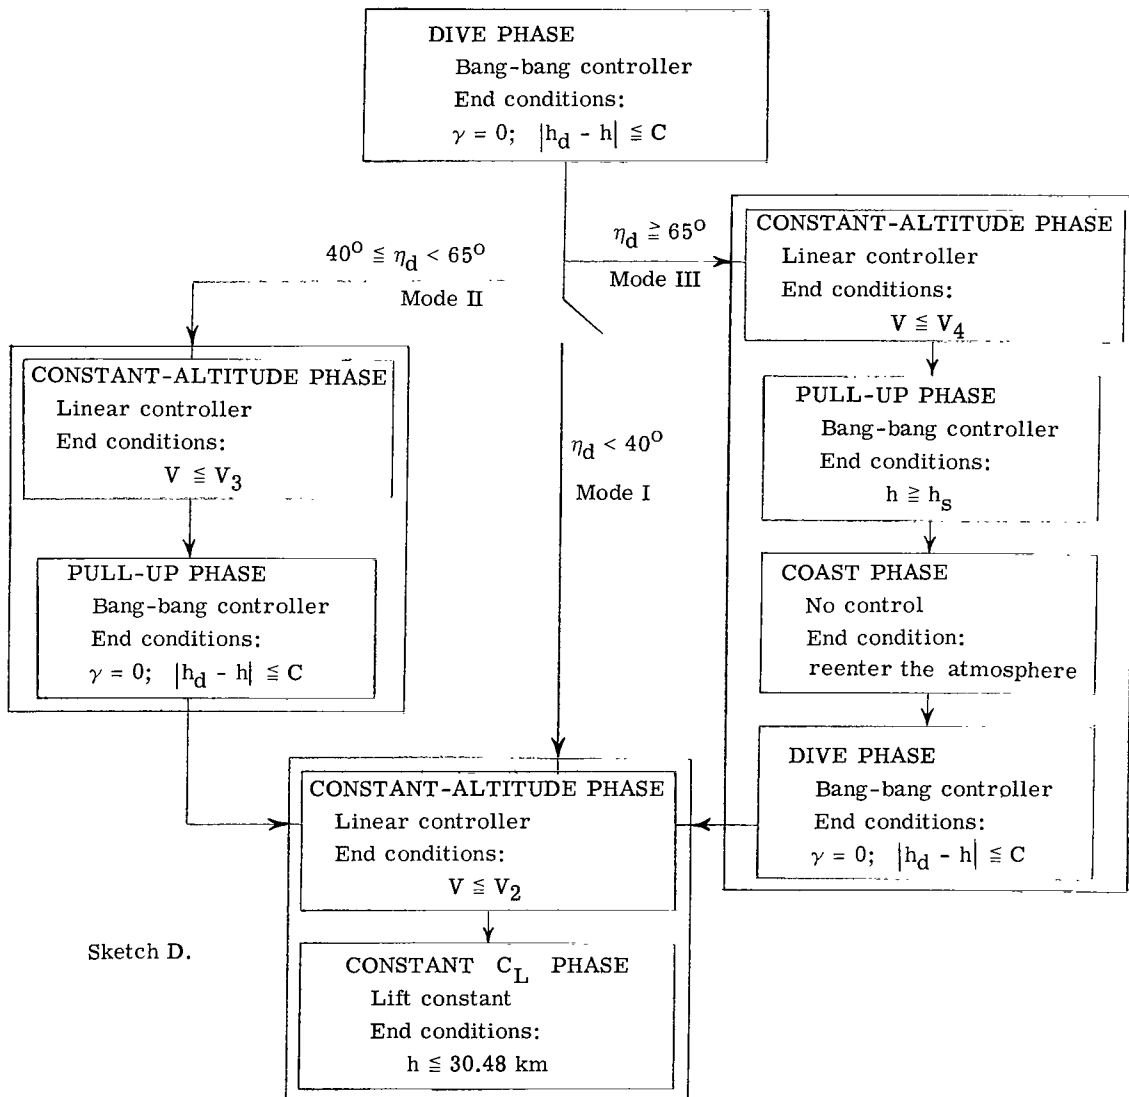 DIVE PHASE
Bang-bang controller
End conditions:
γ = 0; |h_d - h| ≦ C
40° ≦ η_d < 65°
Mode II
η_d ≧ 65°
Mode III
η_d < 40°
Mode I
CONSTANT-ALTITUDE PHASE
Linear controller
End conditions:
V ≦ V_3
PULL-UP PHASE
Bang-bang controller
End conditions:
γ = 0; |h_d - h| ≦ C
CONSTANT-ALTITUDE PHASE
Linear controller
End conditions:
V ≦ V_4
PULL-UP PHASE
Bang-bang controller
End conditions:
h ≧ h_s
COAST PHASE
No control
End condition:
reenter the atmosphere
DIVE PHASE
Bang-bang controller
End conditions:
γ = 0; |h_d - h| ≦ C
CONSTANT-ALTITUDE PHASE
Linear controller
End conditions:
V ≦ V_2
CONSTANT C_L PHASE
Lift constant
End conditions:
h ≦ 30.48 km
Sketch D.